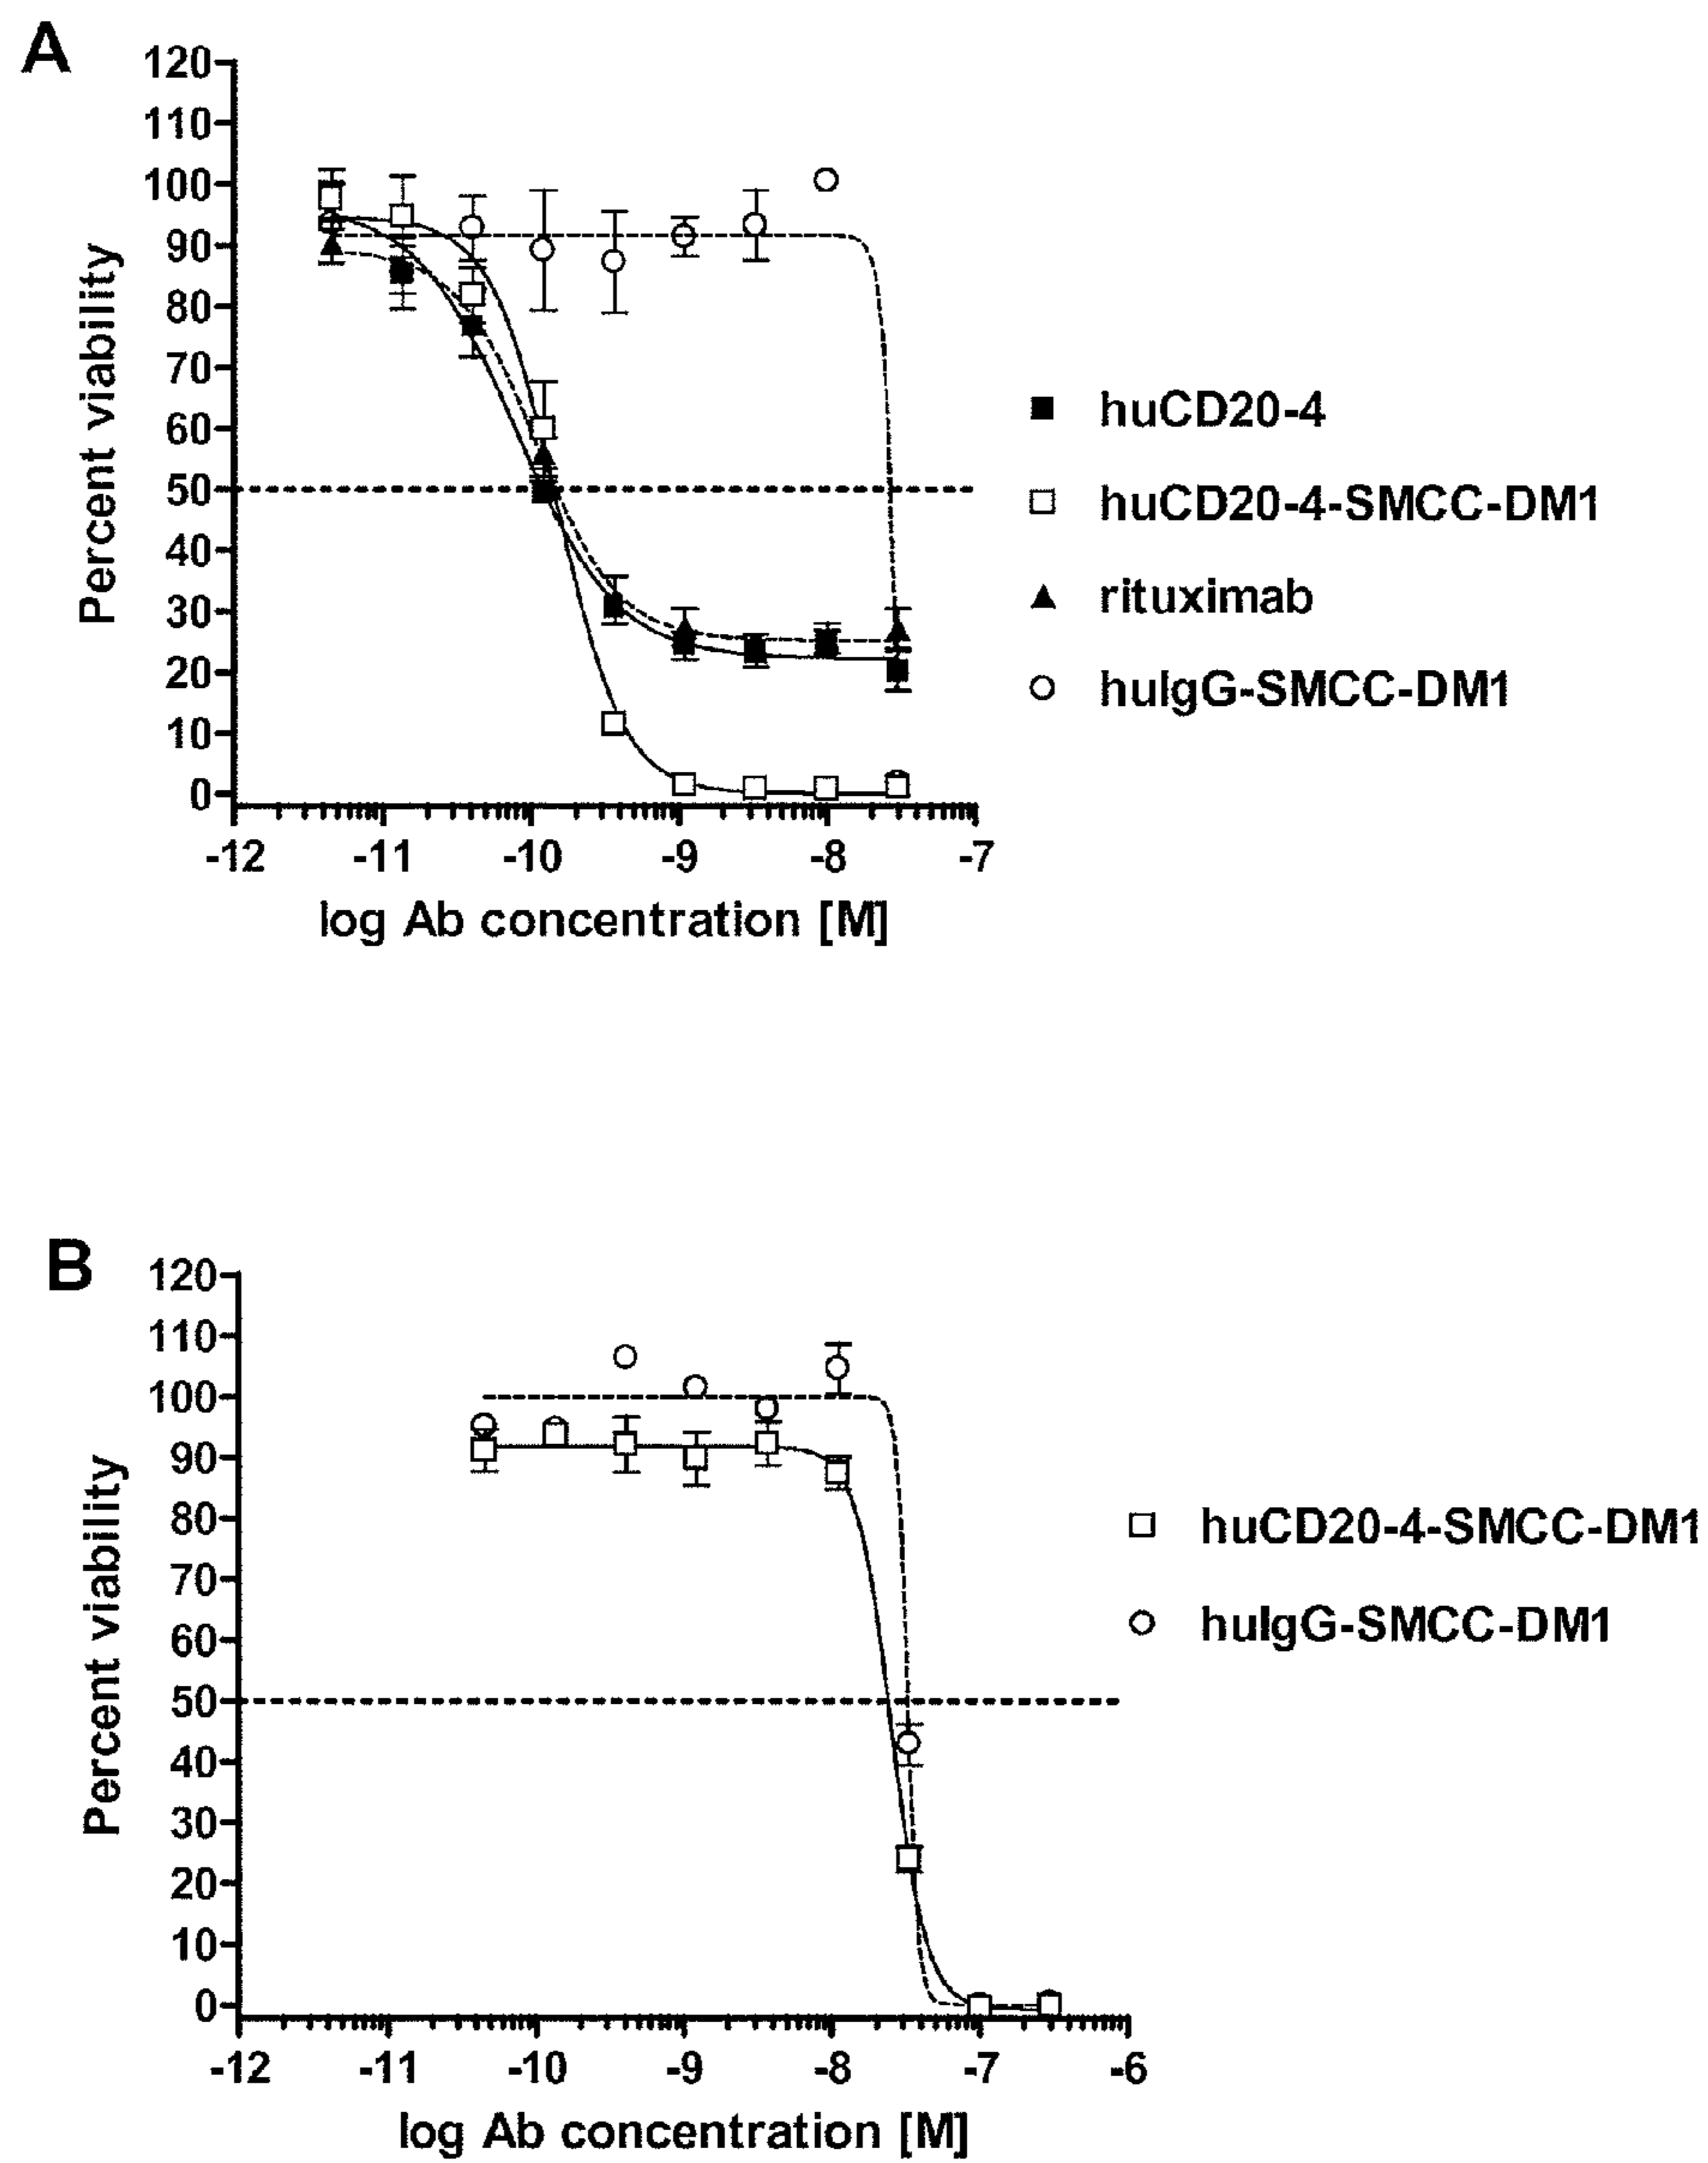 A
120
110
100
90
80
70
60
50
40
30
20
10
0
Percent viability
-12 -11 -10 -9 -8 -7
log Ab concentration [M]
huCD20-4
huCD20-4-SMCC-DM1
rituximab
huIgG-SMCC-DM1
B
120
110
100
90
80
70
60
50
40
30
20
10
0
Percent viability
-12 -11 -10 -9 -8 -7 -6
log Ab concentration [M]
huCD20-4-SMCC-DM1
huIgG-SMCC-DM1